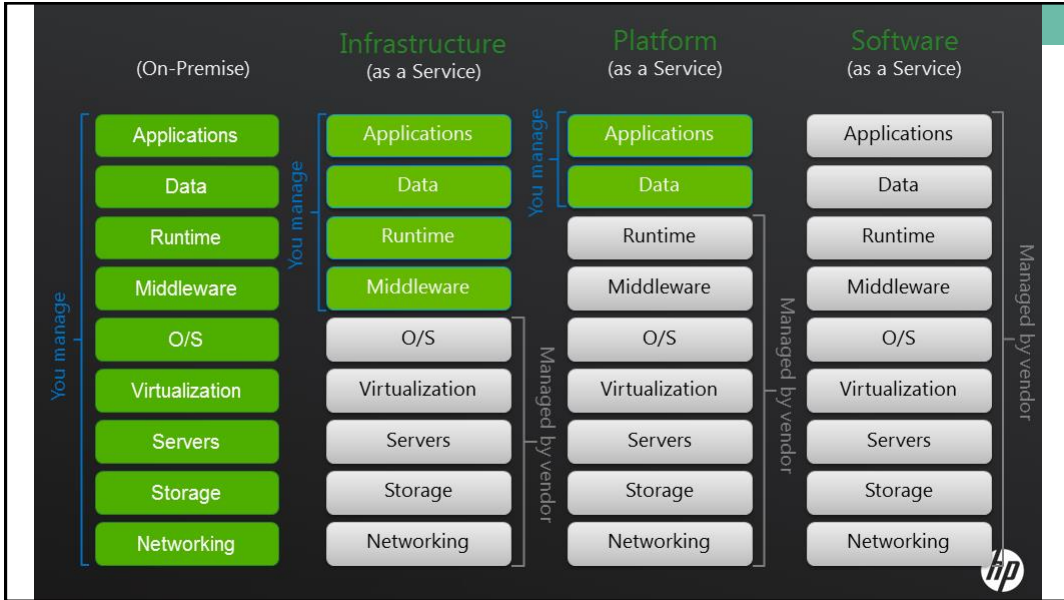 Infrastructure
Platform
Software
(On-Premise)
(as a Service)
(as a Service)
(as a Service)
You manage
Applications
Data
Runtime
Middleware
O/S
Virtualization
Servers
Storage
Networking
You manage
Applications
Data
Runtime
Middleware
O/S
Virtualization
Servers
Storage
Networking
Managed by vendor
You manage
Applications
Data
Runtime
Middleware
O/S
Virtualization
Servers
Storage
Networking
Managed by vendor
Applications
Data
Runtime
Middleware
O/S
Virtualization
Servers
Storage
Networking
Managed by vendor
hp